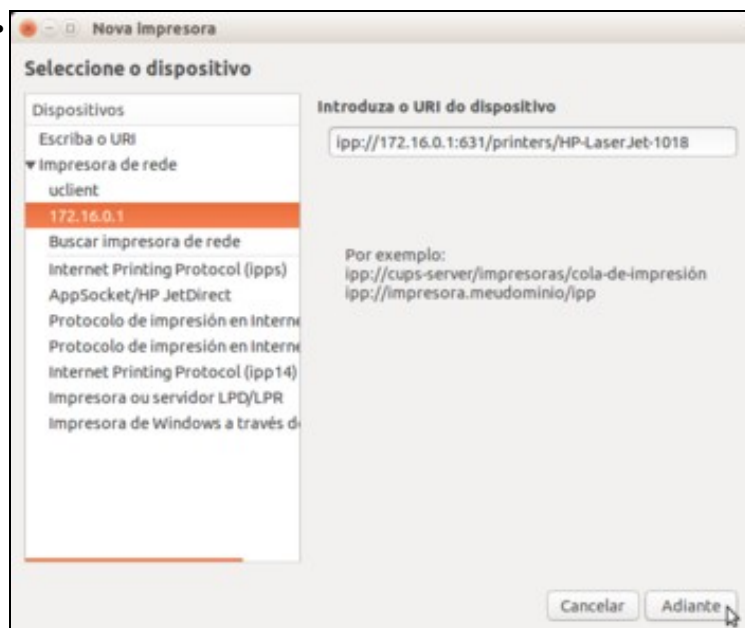 Nova impresora
Seleccione o dispositivo
Dispositivos
Escriba o URI
Impresora de rede
uclient
172.16.0.1
Buscar impresora de rede
Internet Printing Protocol (ipps)
AppSocket/HP JetDirect
Protocolo de impresión en Interne
Protocolo de impresión en Interne
Internet Printing Protocol (ipp14)
Impresora ou servidor LPD/LPR
Impresora de Windows a través d
Introduza o URI do dispositivo
ipp://172.16.0.1:631/printers/HP-LaserJet-1018
Por exemplo:
ipp://cups-server/impresoras/cola-de-impresión
ipp://impresora.meudominio/ipp
Cancelar
Adiante